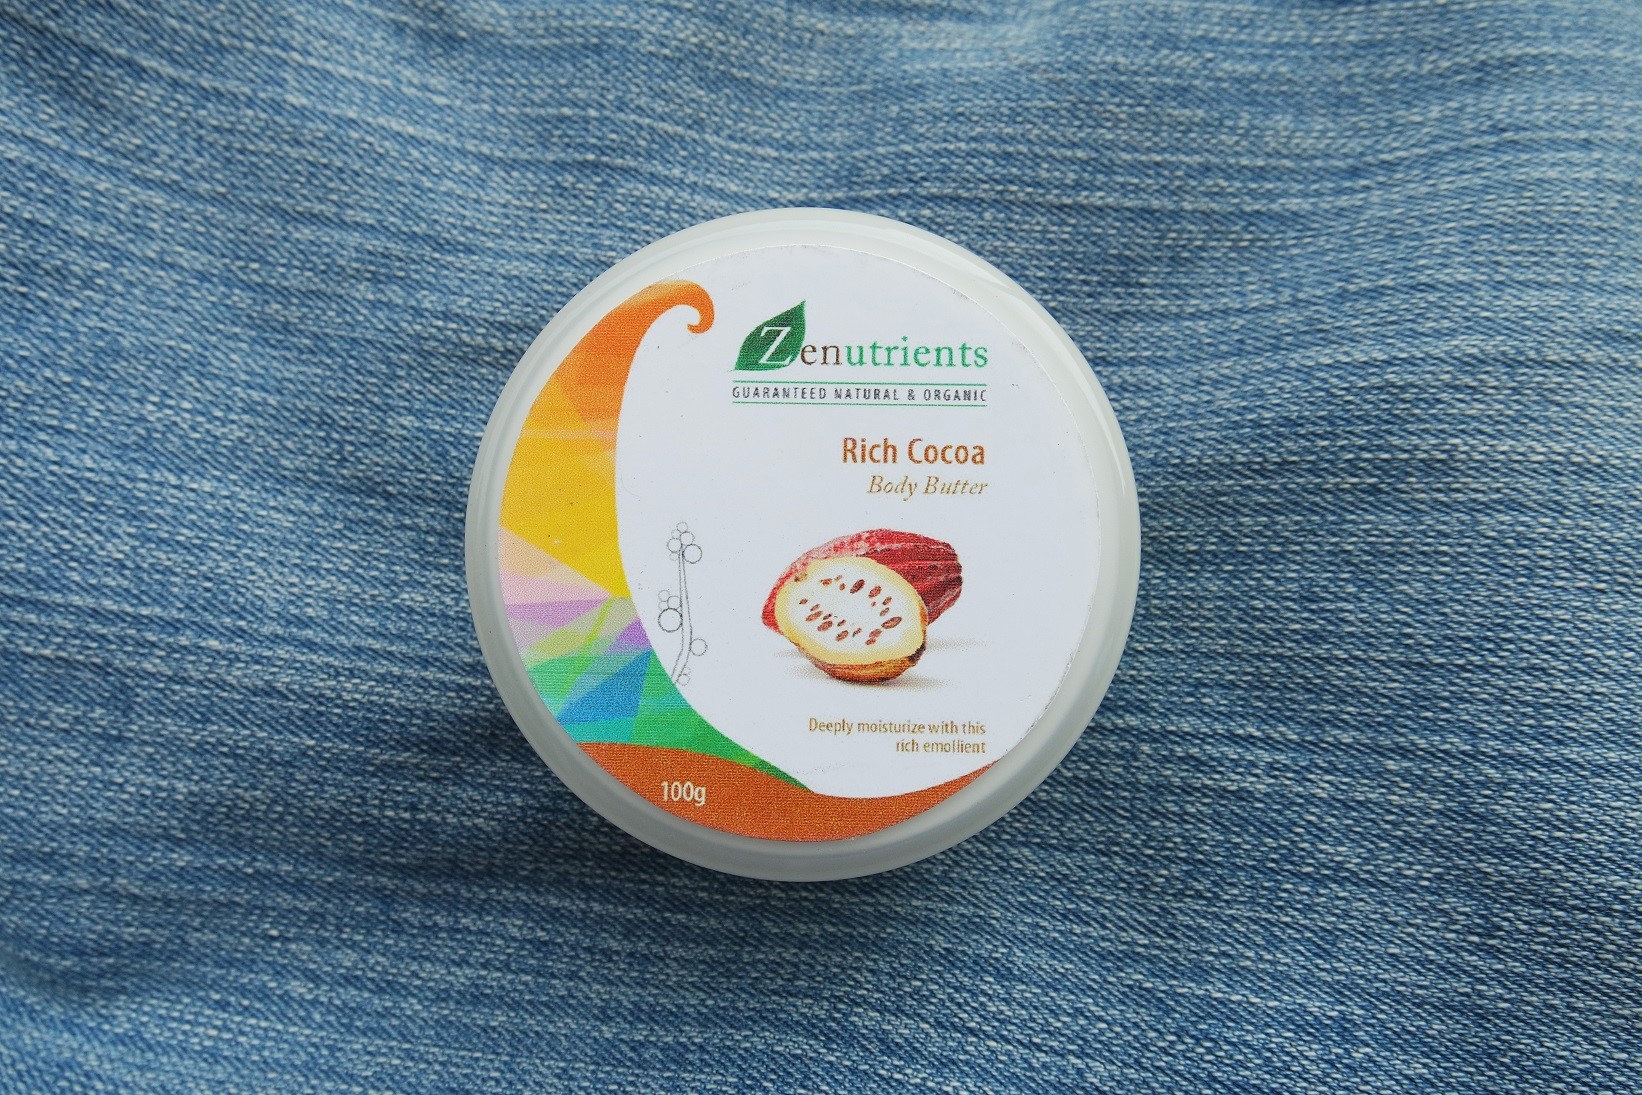 Zenutrients
GUARANTEED NATURAL & ORGANIC
Rich Cocoa
Body Butter
Deeply moisturize with this
rich emollient
100g